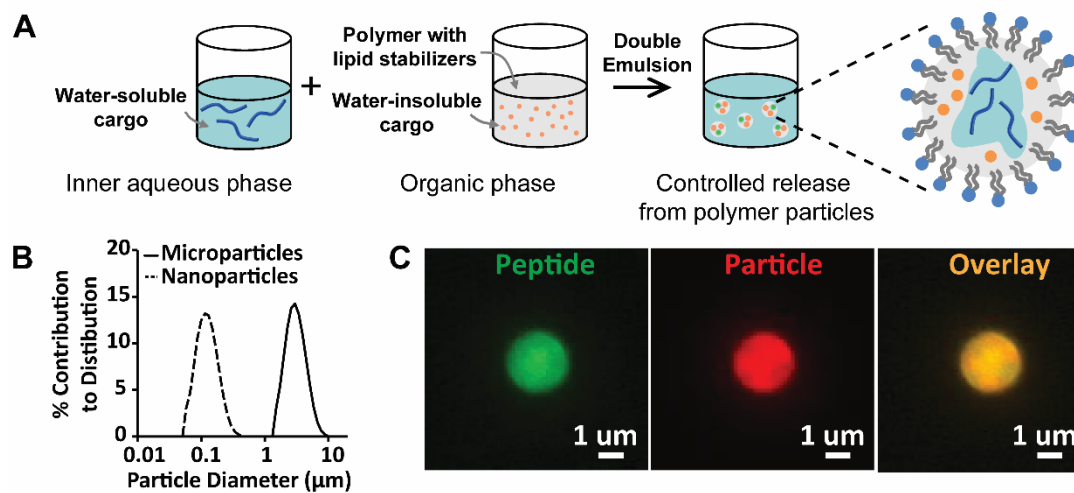 A
Water-soluble
cargo
Inner aqueous phase
+
Polymer with
lipid stabilizers
Water-insoluble
cargo
Organic phase
Double
Emulsion
Controlled release
from polymer particles
B
% Contribution
to Distibution
20
15
10
5
0
Microparticles
Nanoparticles
0.01 0.1 1 10
Particle Diameter (µm)
C
Peptide
1 um
Particle
1 um
Overlay
1 um